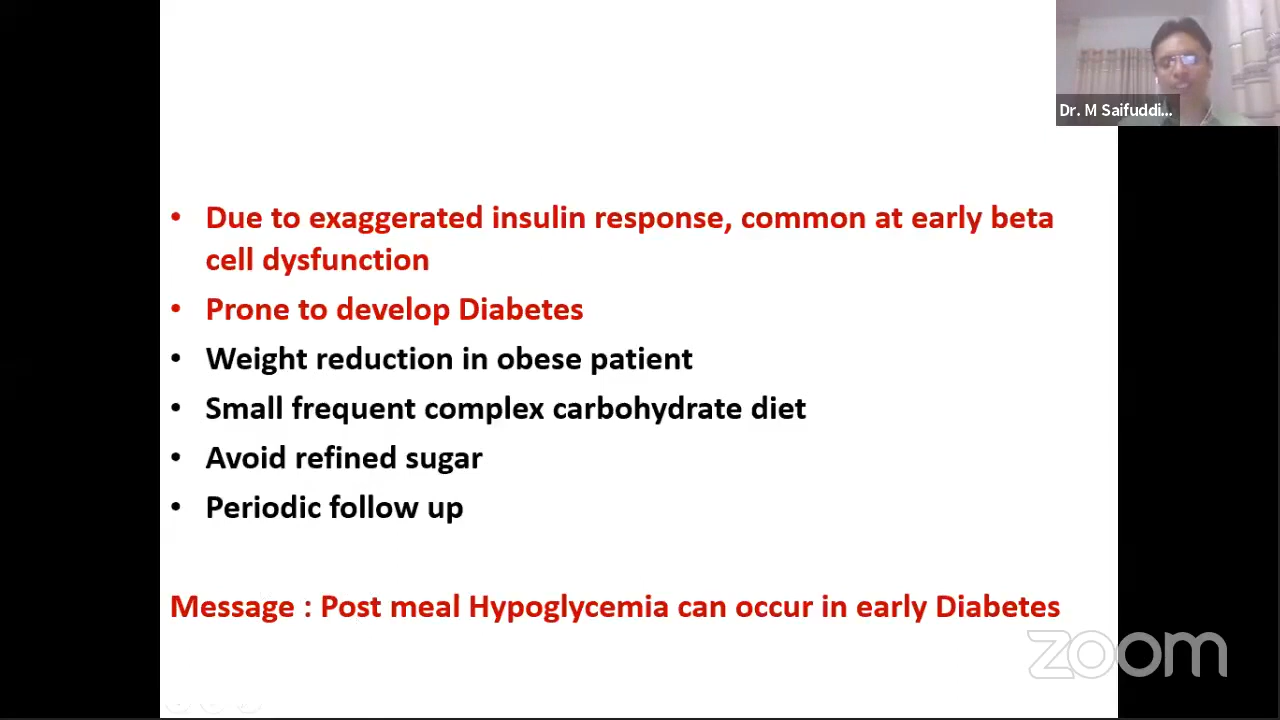 Dr. M Saifuddi...
• Due to exaggerated insulin response, common at early beta
cell dysfunction
• Prone to develop Diabetes
• Weight reduction in obese patient
• Small frequent complex carbohydrate diet
• Avoid refined sugar
• Periodic follow up
Message : Post meal Hypoglycemia can occur in early Diabetes
zoom